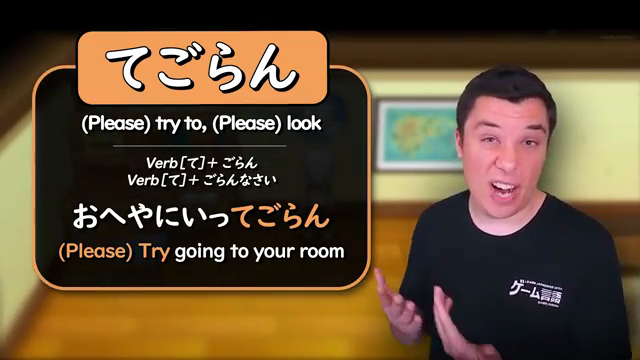 てごらん
(Please) try to, (Please) look
Verb[て]+ ごらん
Verb[て]+ ごらんなさい
おへやにいってごらん
(Please) Try going to your room
ゲーム言語